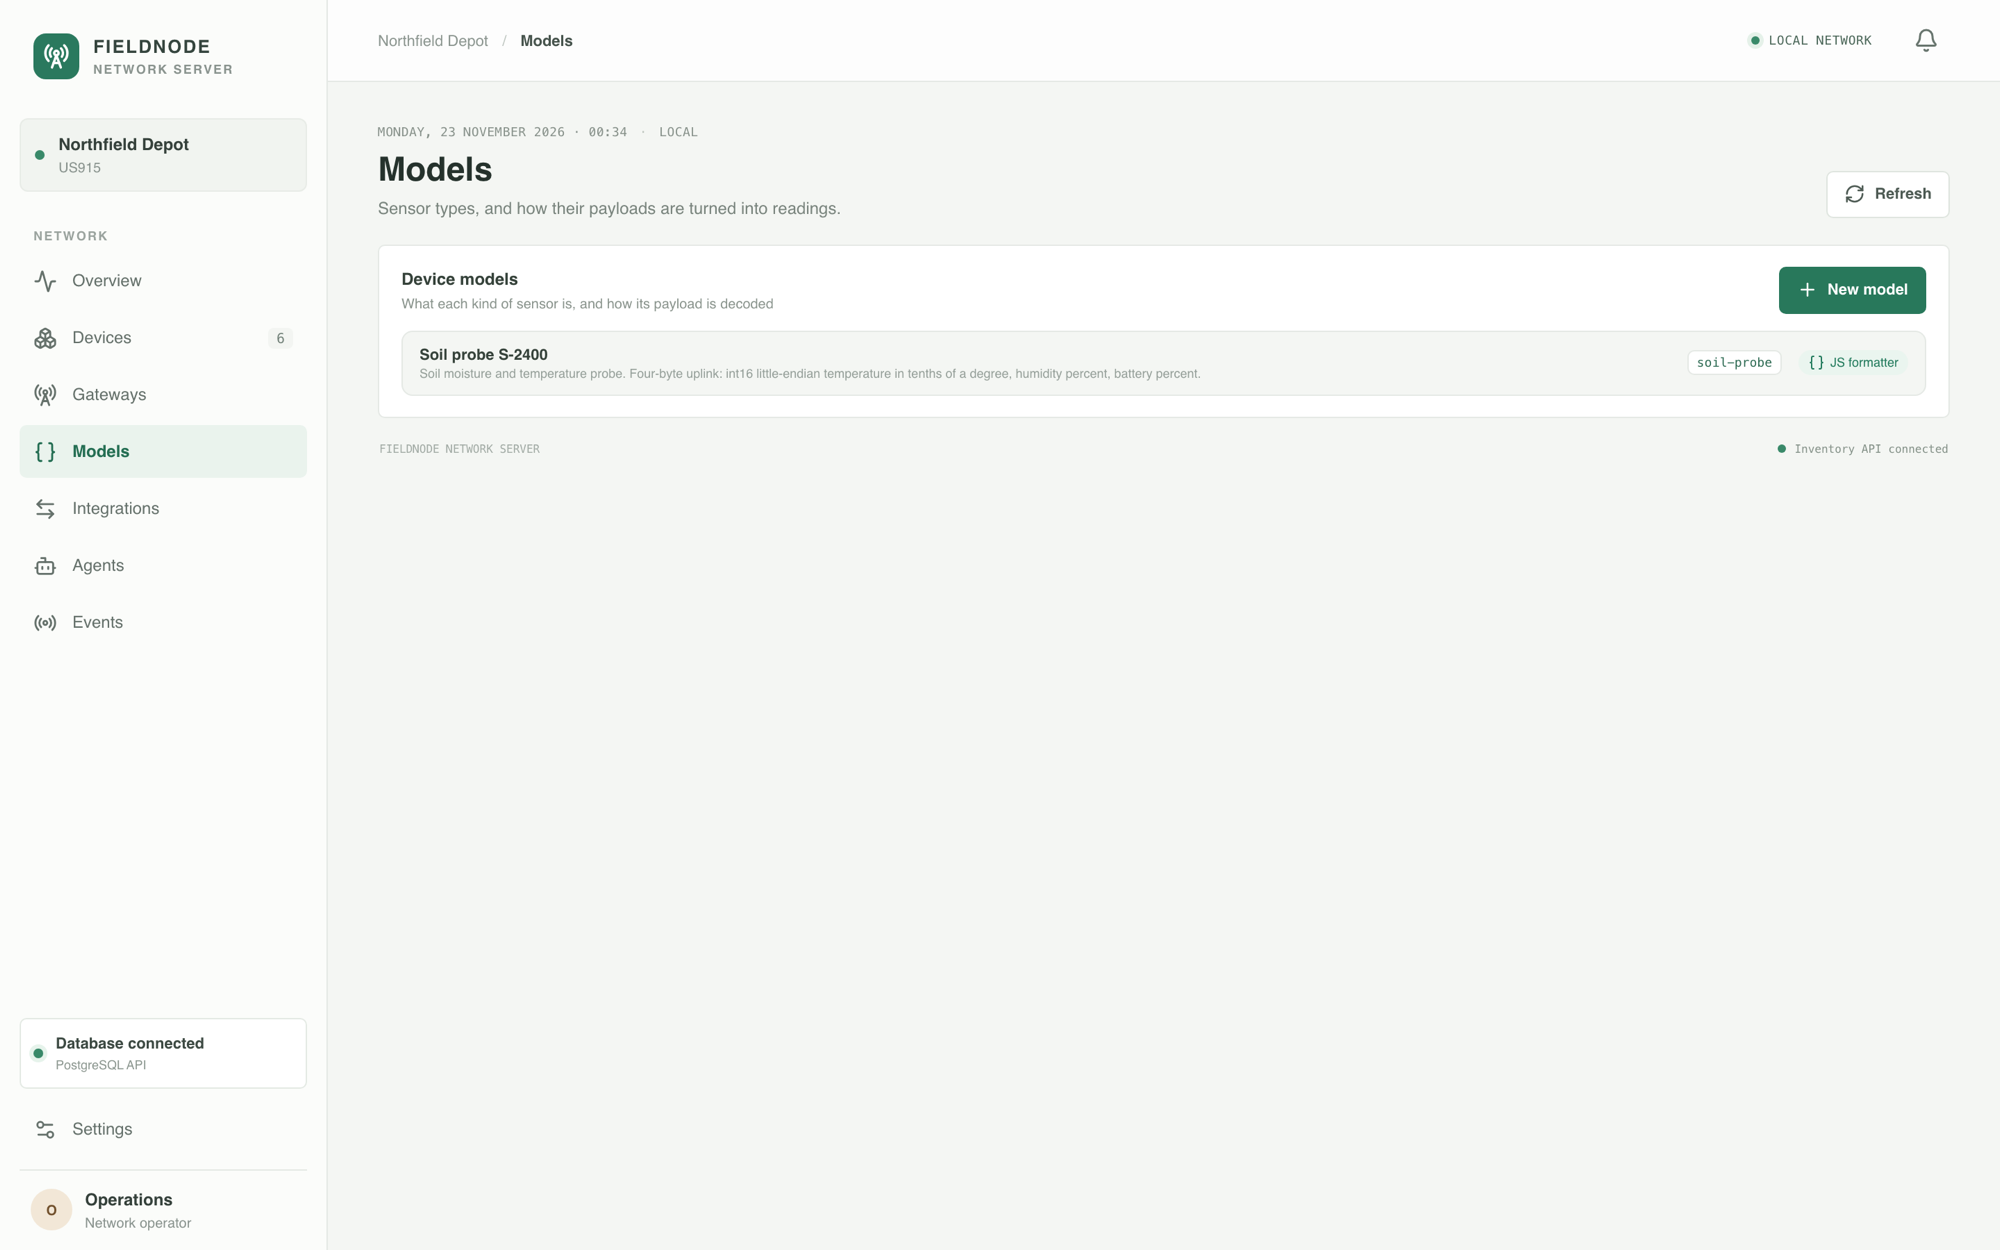 FIELDNODE
NETWORK SERVER
Northfield Depot
US915
NETWORK
Overview
Devices 6
Gateways
Models
Integrations
Agents
Events
Database connected
PostgreSQL API
Settings
O
Operations
Network operator
Northfield Depot / Models
LOCAL NETWORK
MONDAY, 23 NOVEMBER 2026 · 00:34 · LOCAL
Models
Sensor types, and how their payloads are turned into readings.
Refresh
Device models
What each kind of sensor is, and how its payload is decoded
New model
Soil probe S-2400
Soil moisture and temperature probe. Four-byte uplink: int16 little-endian temperature in tenths of a degree, humidity percent, battery percent.
soil-probe
{} JS formatter
FIELDNODE NETWORK SERVER
Inventory API connected